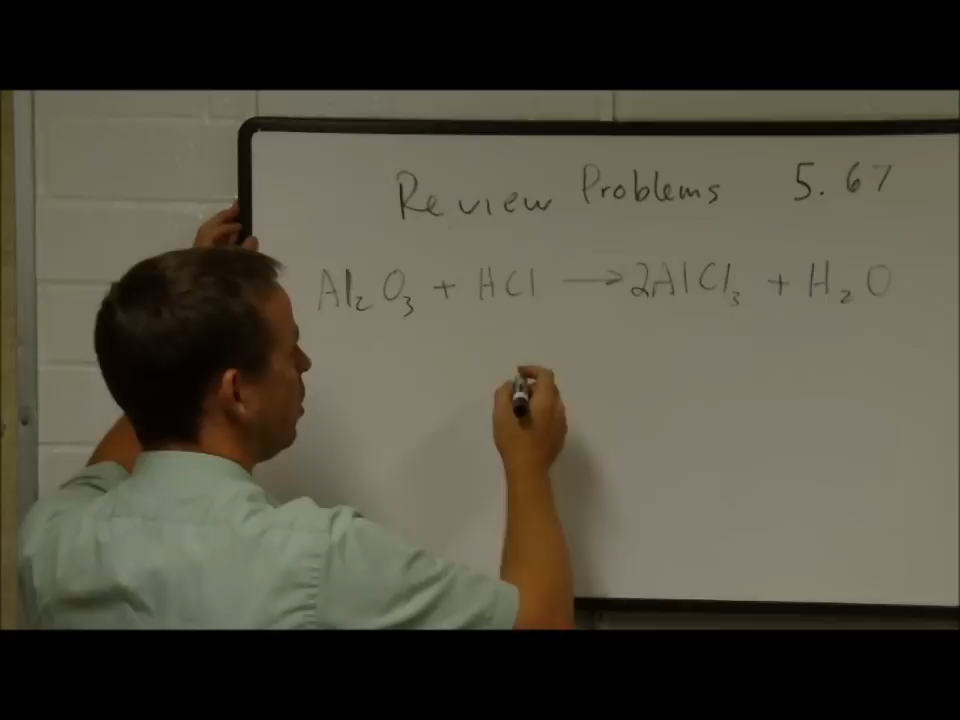 Review Problems 5.67
Al₂O₃ + HCl → 2AlCl₃ + H₂O